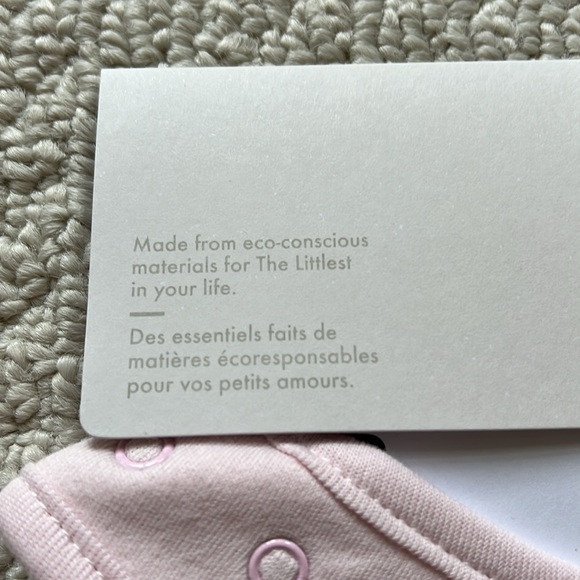 Made from eco-conscious
materials for The Littlest
in your life.
Des essentiels faits de
matières écoresponsables
pour vos petits amours.